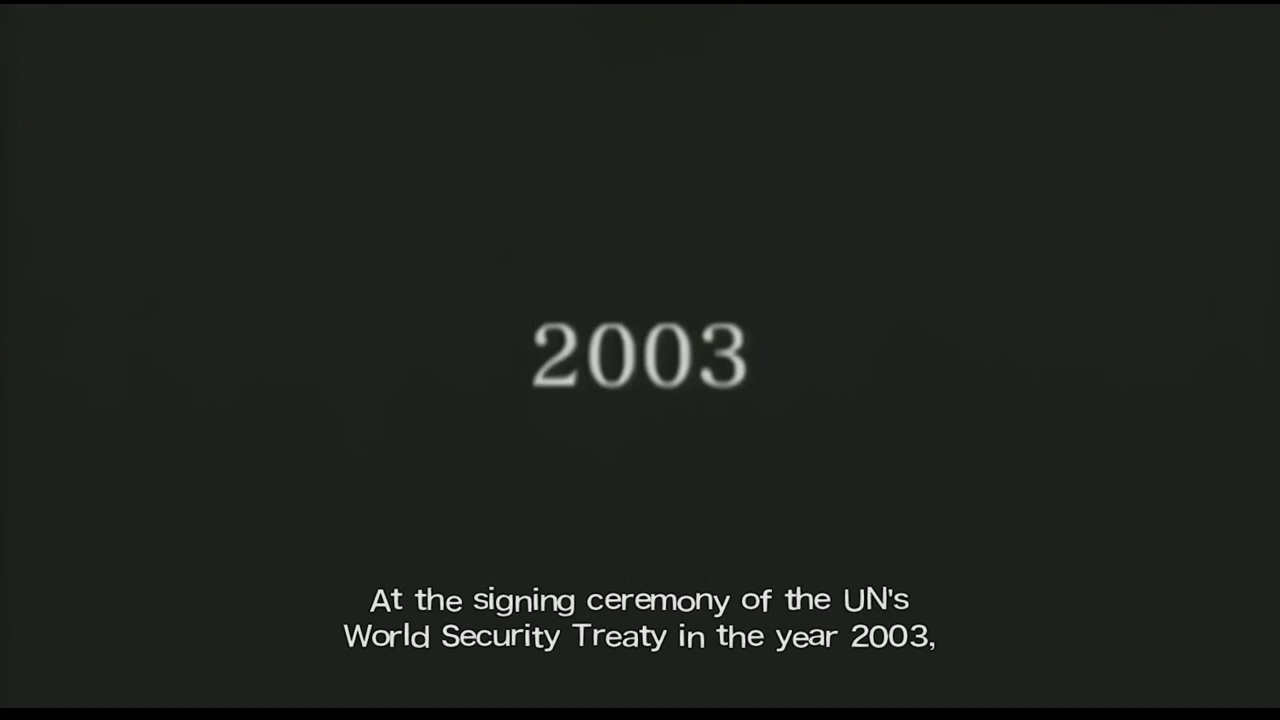 2003
At the signing ceremony of the UN's
World Security Treaty in the year 2003,